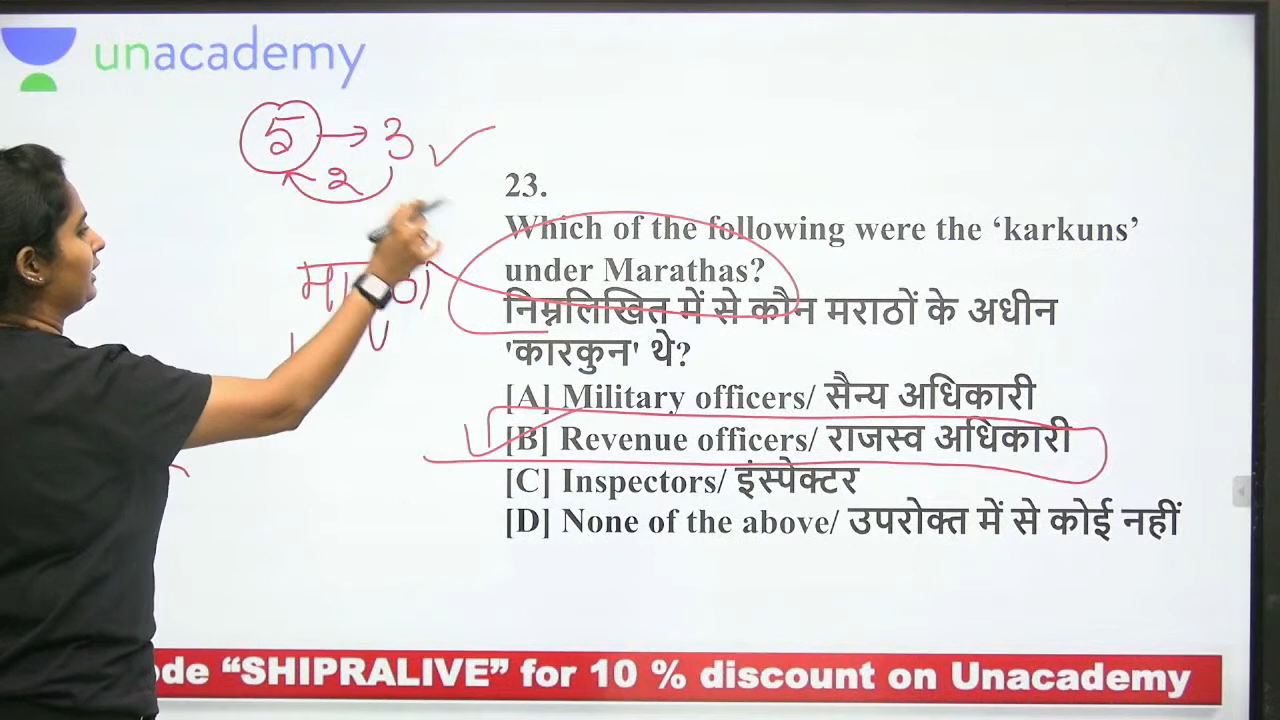 unacademy
5 → 3 ✓
2
23.
Which of the following were the ‘karkuns’
under Marathas?
निम्नलिखित में से कौन मराठों के अधीन
'कारकुन' थे?
[A] Military officers/ सैन्य अधिकारी
[B] Revenue officers/ राजस्व अधिकारी
[C] Inspectors/ इंस्पेक्टर
[D] None of the above/ उपरोक्त में से कोई नहीं
“SHIPRALIVE” for 10 % discount on Unacademy